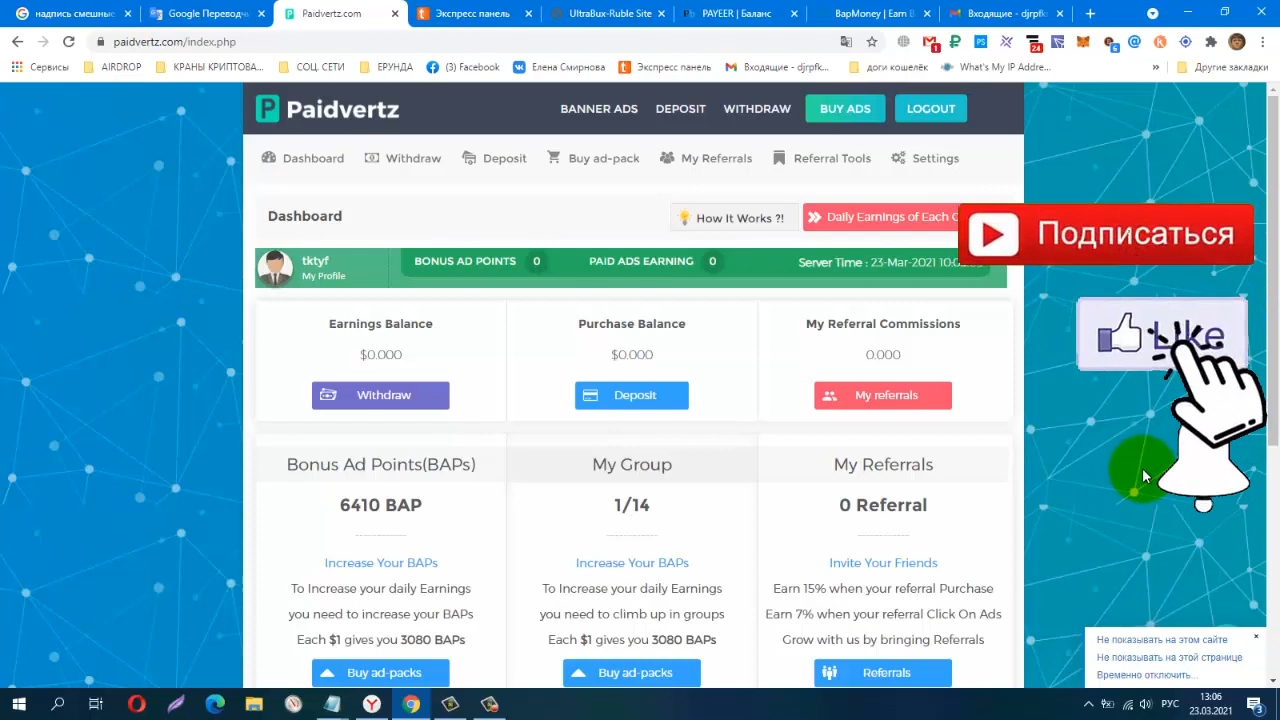 надпись смешные
Google Переводч
Paidvertz.com
Экспресс панель
UltraBux-Ruble Site:
PAYEER | Баланс
BapMoney | Earn B
Входящие - djrpfk
paidvertz.com/index.php
Сервисы
AIRDROP
КРАНЫ КРИПТОВА...
СОЦ. СЕТИ
ЕРУНДА
(3) Facebook
Елена Смирнова
Экспресс панель
Входящие - djrpfk...
доги кошелёк
What's My IP Addre...
»
Другие закладки
Paidvertz
BANNER ADS
DEPOSIT
WITHDRAW
BUY ADS
LOGOUT
Dashboard
Withdraw
Deposit
Buy ad-pack
My Referrals
Referral Tools
Settings
Dashboard
How It Works ?!
Daily Earnings of Each
Подписаться
tktyf
My Profile
BONUS AD POINTS 0
PAID ADS EARNING 0
Server Time : 23-Mar-2021
Earnings Balance
Purchase Balance
My Referral Commissions
$0.000
$0.000
0.000
Withdraw
Deposit
My referrals
Like
Bonus Ad Points(BAPs)
My Group
My Referrals
6410 BAP
1/14
0 Referral
Increase Your BAPs
Increase Your BAPs
Invite Your Friends
To Increase your daily Earnings
To Increase your daily Earnings
Earn 15% when your referral Purchase
you need to increase your BAPs
you need to climb up in groups
Earn 7% when your referral Click On Ads
Each $1 gives you 3080 BAPs
Each $1 gives you 3080 BAPs
Grow with us by bringing Referrals
Buy ad-packs
Buy ad-packs
Referrals
Не показывать на этом сайте
Не показывать на этой странице
Временно отключить...
РУС
13:06
23.03.2021